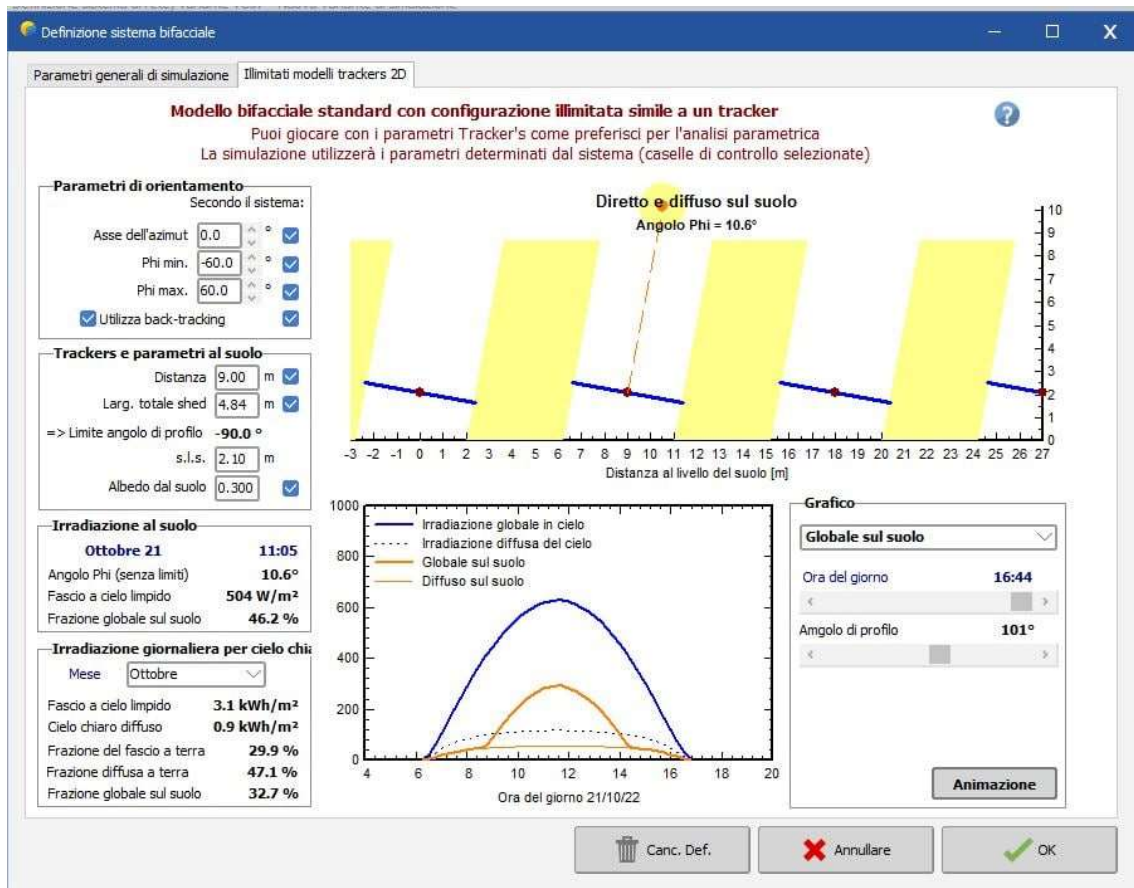 Definizione sistema bifacciale
Parametri generali di simulazione
Illimitati modelli trackers 2D
Modello bifacciale standard con configurazione illimitata simile a un tracker
Puoi giocare con i parametri Tracker's come preferisci per l'analisi parametrica
La simulazione utilizzerà i parametri determinati dal sistema (caselle di controllo selezionate)
Parametri di orientamento
Secondo il sistema:
Asse dell'azimut 0.0 °
Phi min. -60.0 °
Phi max. 60.0 °
Utilizza back-tracking
Trackers e parametri al suolo
Distanza 9.00 m
Larg. totale shed 4.84 m
=> Limite angolo di profilo -90.0 °
s.l.s. 2.10 m
Albedo dal suolo 0.300
Irradiazione al suolo
Ottobre 21 11:05
Angolo Phi (senza limiti) 10.6°
Fascio a cielo limpido 504 W/m²
Frazione globale sul suolo 46.2 %
Irradiazione giornaliera per cielo chia
Mese Ottobre
Fascio a cielo limpido 3.1 kWh/m²
Cielo chiaro diffuso 0.9 kWh/m²
Frazione del fascio a terra 29.9 %
Frazione diffusa a terra 47.1 %
Frazione globale sul suolo 32.7 %
Diretto e diffuso sul suolo
Angolo Phi = 10.6°
10
9
8
7
6
5
4
3
2
1
0
-3 -2 -1 0 1 2 3 4 5 6 7 8 9 10 11 12 13 14 15 16 17 18 19 20 21 22 23 24 25 26 27
Distanza al livello del suolo [m]
1000
800
600
400
200
0
Irradiazione globale in cielo
Irradiazione diffusa del cielo
Globale sul suolo
Diffuso sul suolo
4 6 8 10 12 14 16 18 20
Ora del giorno 21/10/22
Grafico
Globale sul suolo
Ora del giorno 16:44
Amgolo di profilo 101°
Animazione
Canc. Def.
Annullare
OK